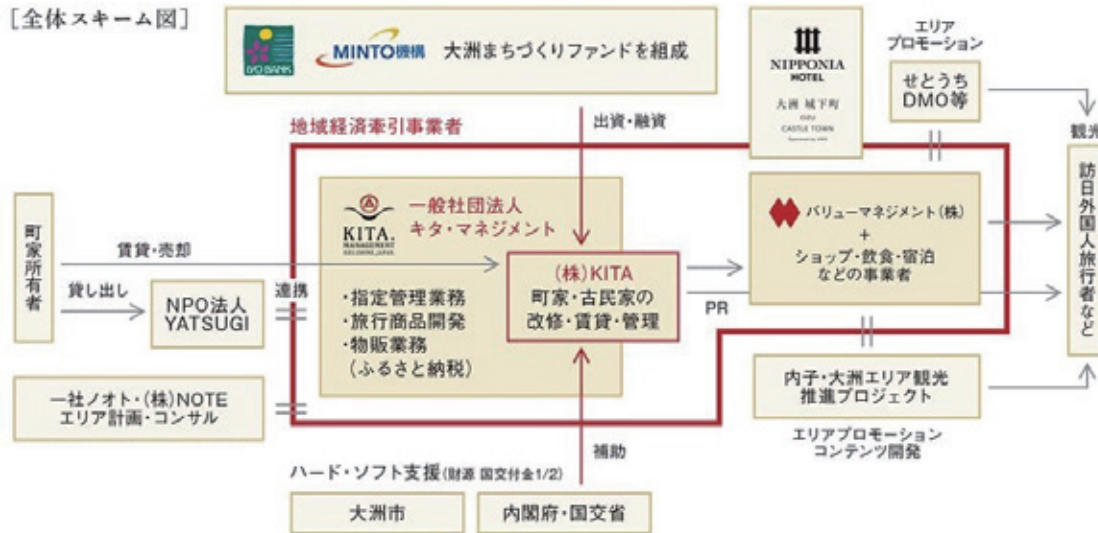 [全体スキーム図]
IYO BANK
MINTO機構
大洲まちづくりファンドを組成
NIPPONIA
HOTEL
大洲 城下町
OZU
CASTLE TOWN
エリア
プロモーション
せとうち
DMO等
地域経済牽引事業者
出資・融資
観光
訪日外国人旅行者など
町家所有者
賃貸・売却
貸し出し
NPO法人
YATSUGI
連携
KITA.
MANAGEMENT
一般社団法人
キタ・マネジメント
・指定管理業務
・旅行商品開発
・物販業務
(ふるさと納税)
(株)KITA
町家・古民家の
改修・賃貸・管理
PR
バリューマネジメント(株)
+
ショップ・飲食・宿泊
などの事業者
一社ノオト・(株)NOTE
エリア計画・コンサル
内子・大洲エリア観光
推進プロジェクト
エリアプロモーション
コンテンツ開発
補助
ハード・ソフト支援(財源 国交付金1/2)
大洲市
内閣府・国交省